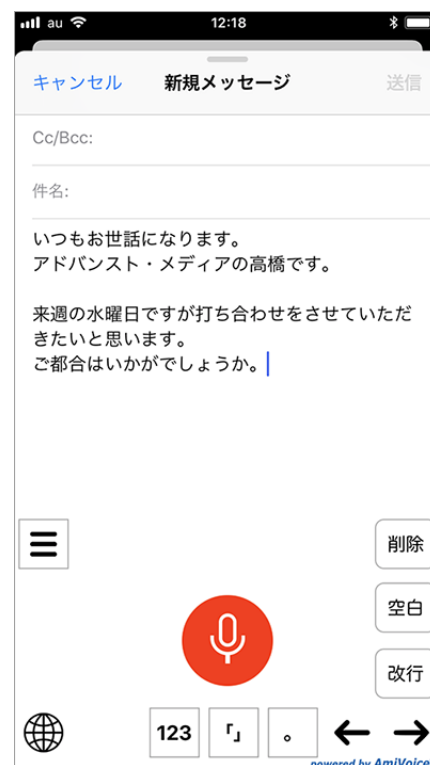 au 12:18
キャンセル 新規メッセージ 送信
Cc/Bcc:
件名:
いつもお世話になります。
アドバンスト・メディアの高橋です。
来週の水曜日ですが打ち合わせをさせていただ
きたいと思います。
ご都合はいかがでしょうか。
削除
空白
改行
123 「」 。
powered by AmiVoice